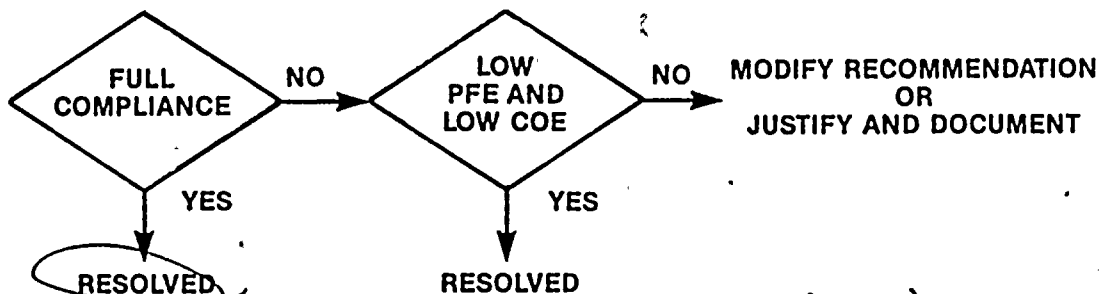 FULL
COMPLIANCE
NO
LOW
PFE AND
LOW COE
NO
MODIFY RECOMMENDATION
OR
JUSTIFY AND DOCUMENT
YES
YES
RESOLVED
RESOLVED